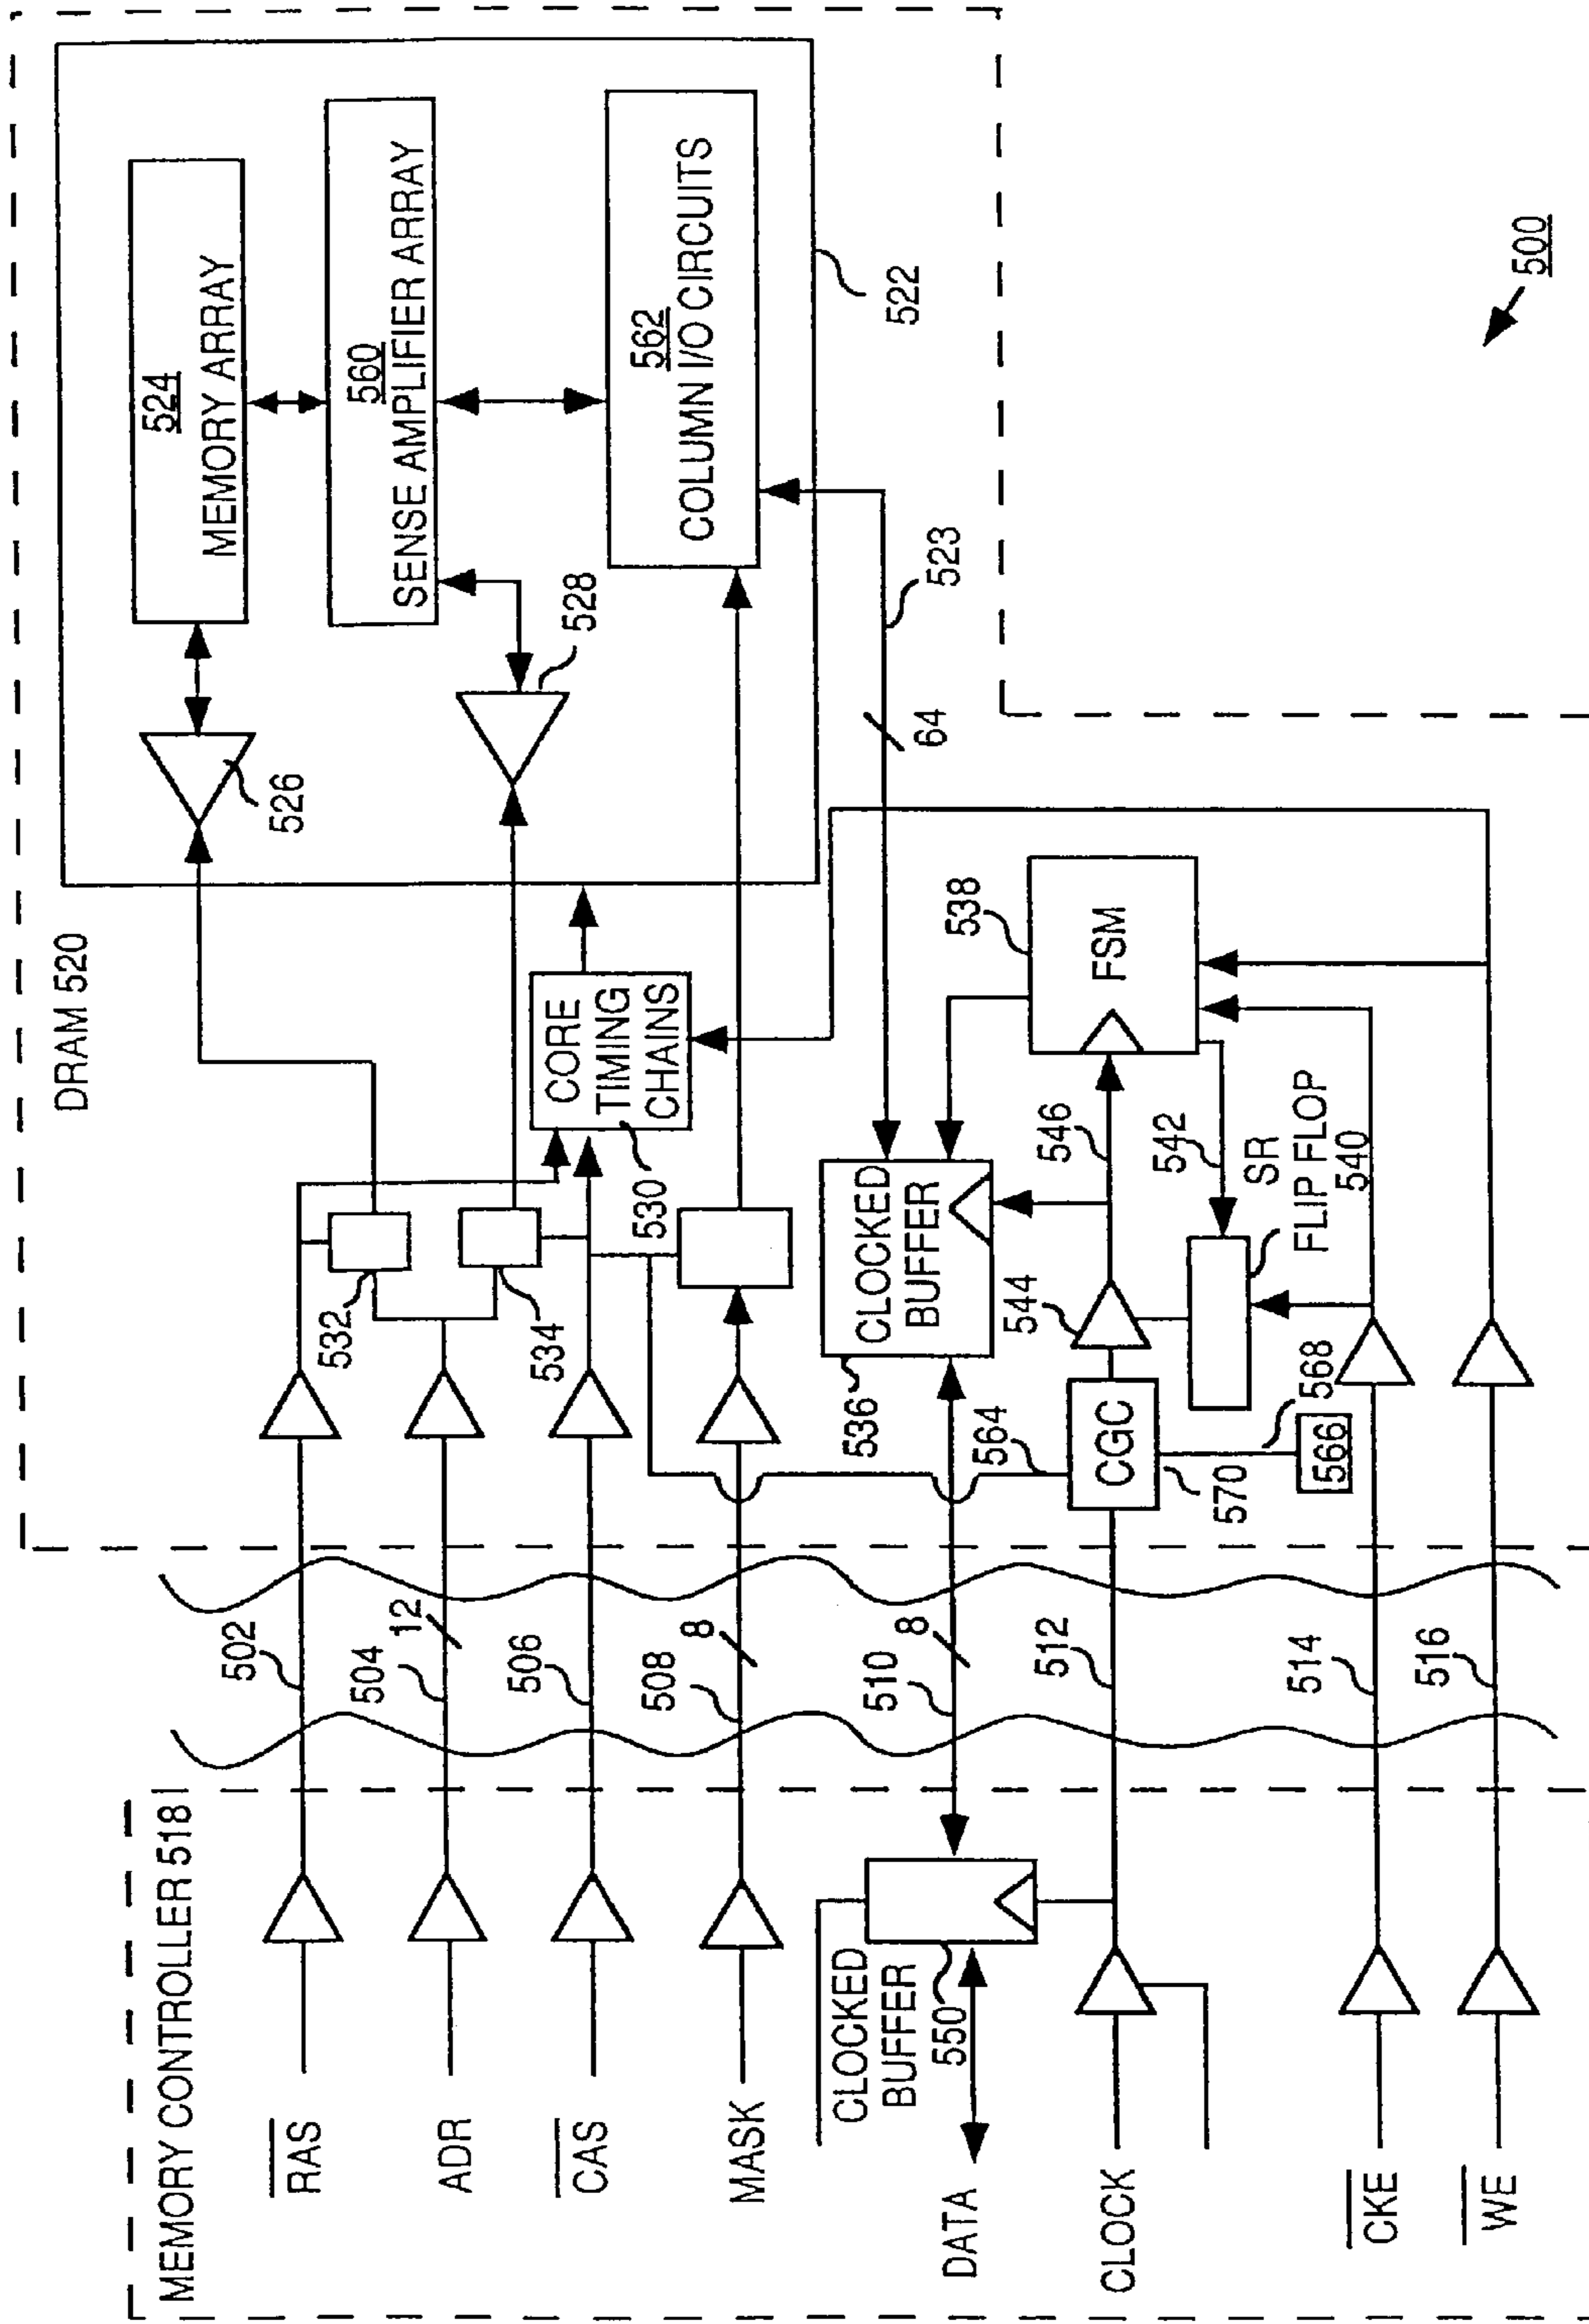 MEMORY CONTROLLER 518
RAS
ADR
CAS
MASK
DATA
CLOCK
CKE
WE
CLOCKED
BUFFER
550
502
504
12
506
508
8
510
8
512
514
516
DRAM 520
532
534
530
CORE
TIMING
CHAINS
536
CLOCKED
BUFFER
564
CGC
570
568
566
544
546
542
SR
FLIP FLOP
540
538
FSM
526
528
524
MEMORY ARRAY
560
SENSE AMPLIFIER ARRAY
562
COLUMN I/O CIRCUITS
522
523
64
500